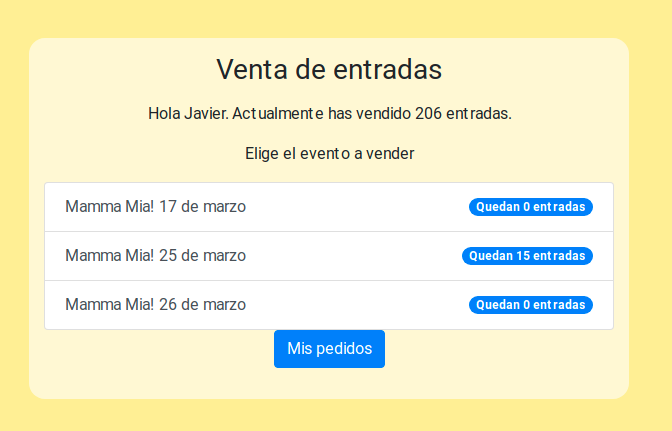 Venta de entradas
Hola Javier. Actualmente has vendido 206 entradas.
Elige el evento a vender
Mamma Mia! 17 de marzo Quedan 0 entradas
Mamma Mia! 25 de marzo Quedan 15 entradas
Mamma Mia! 26 de marzo Quedan 0 entradas
Mis pedidos